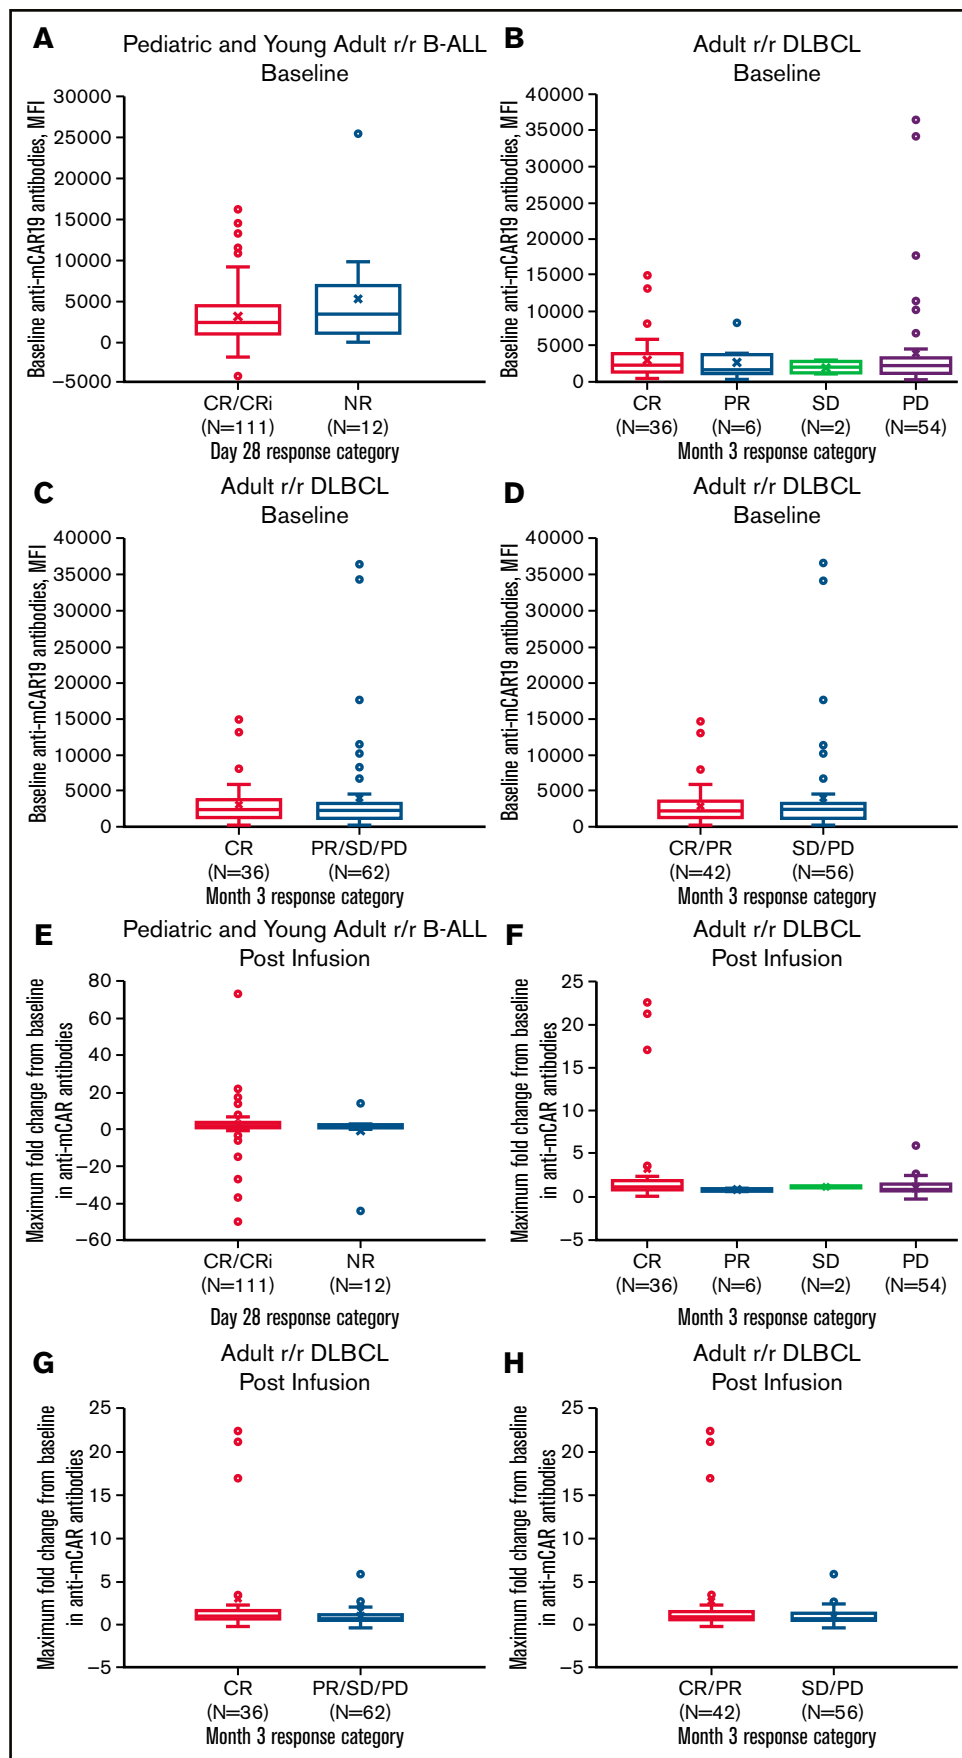 A
Pediatric and Young Adult r/r B-ALL
Baseline
Baseline anti-mCAR19 antibodies, MFI
30000
25000
20000
15000
10000
5000
0
−5000
CR/CRi
(N=111)
NR
(N=12)
Day 28 response category
B
Adult r/r DLBCL
Baseline
Baseline anti-mCAR19 antibodies, MFI
40000
35000
30000
25000
20000
15000
10000
5000
0
CR
(N=36)
PR
(N=6)
SD
(N=2)
PD
(N=54)
Month 3 response category
C
Adult r/r DLBCL
Baseline
Baseline anti-mCAR19 antibodies, MFI
40000
35000
30000
25000
20000
15000
10000
5000
0
CR
(N=36)
PR/SD/PD
(N=62)
Month 3 response category
D
Adult r/r DLBCL
Baseline
Baseline anti-mCAR19 antibodies, MFI
40000
35000
30000
25000
20000
15000
10000
5000
0
CR/PR
(N=42)
SD/PD
(N=56)
Month 3 response category
E
Pediatric and Young Adult r/r B-ALL
Post Infusion
Maximum fold change from baseline
in anti-mCAR antibodies
80
60
40
20
0
−20
−40
−60
CR/CRi
(N=111)
NR
(N=12)
Day 28 response category
F
Adult r/r DLBCL
Post Infusion
Maximum fold change from baseline
in anti-mCAR antibodies
25
20
15
10
5
0
−5
CR
(N=36)
PR
(N=6)
SD
(N=2)
PD
(N=54)
Month 3 response category
G
Adult r/r DLBCL
Post Infusion
Maximum fold change from baseline
in anti-mCAR antibodies
25
20
15
10
5
0
−5
CR
(N=36)
PR/SD/PD
(N=62)
Month 3 response category
H
Adult r/r DLBCL
Post Infusion
Maximum fold change from baseline
in anti-mCAR antibodies
25
20
15
10
5
0
−5
CR/PR
(N=42)
SD/PD
(N=56)
Month 3 response category